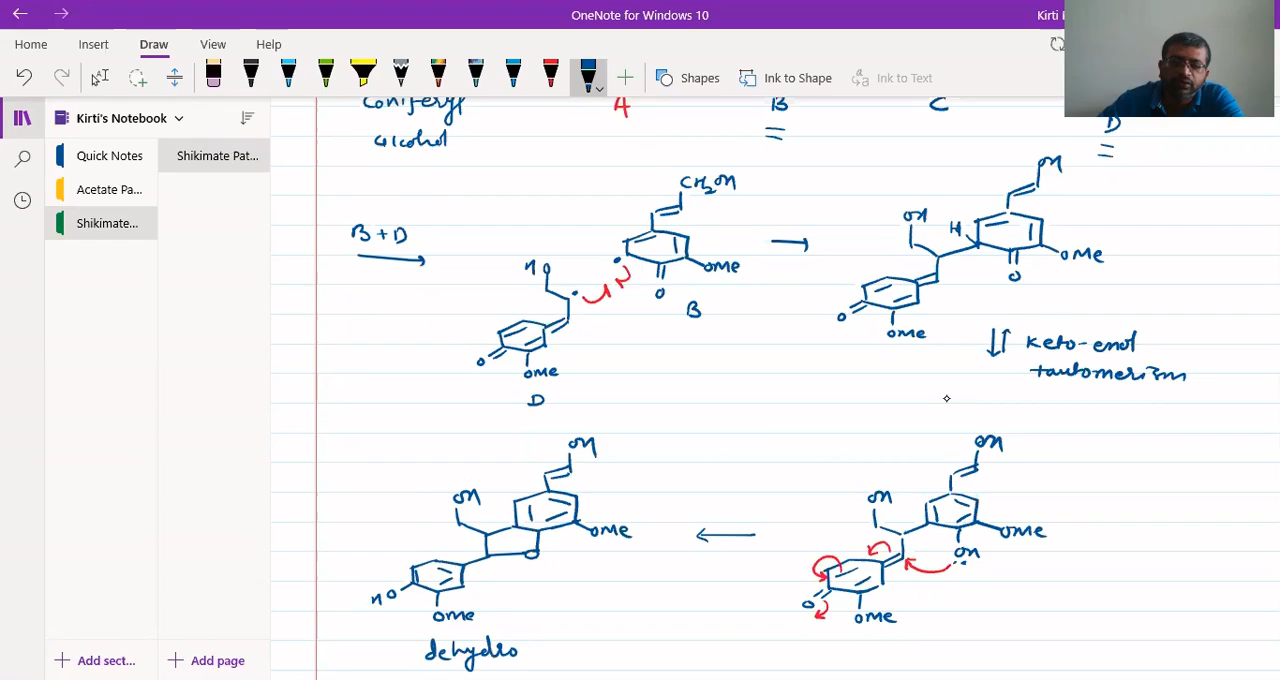 OneNote for Windows 10
Kirti
Home Insert Draw View Help
Shapes Ink to Shape Ink to Text
Kirti's Notebook
Quick Notes
Acetate Pa...
Shikimate...
Shikimate Pat...
Add sect...
Add page
coniferyl
alcohol
A
B
C
D
B + D
OH
CH2OH
OH
H
H
O
OMe
OMe
O
O
O
OMe
B
O
OMe
D
keto-enol
tautomerism
OH
OH
OH
OH
OMe
OMe
O
OH
HO
O
OMe
OMe
dehydro